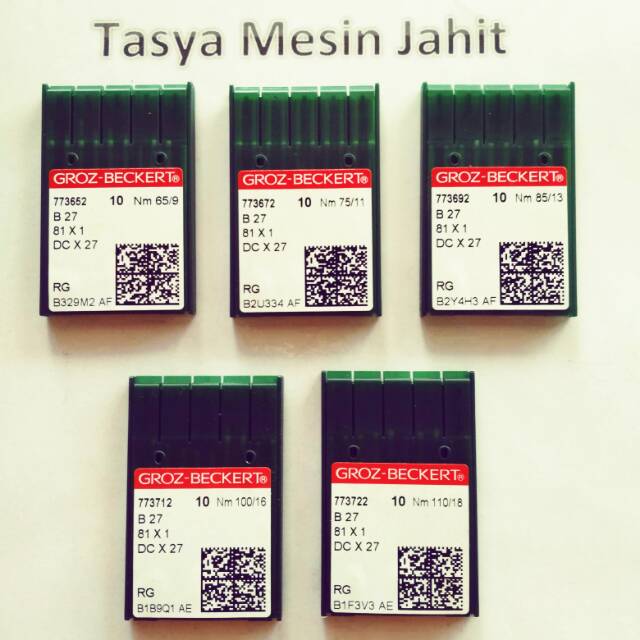 Tasya Mesin Jahit
GROZ-BECKERT®
773652 10 Nm 65/9
B 27
81 X 1
DC X 27
RG
B329M2 AF
GROZ-BECKERT®
773672 10 Nm 75/11
B 27
81 X 1
DC X 27
RG
B2U334 AF
GROZ-BECKERT®
773692 10 Nm 85/13
B 27
81 X 1
DC X 27
RG
B2Y4H3 AF
GROZ-BECKERT®
773712 10 Nm 100/16
B 27
81 X 1
DC X 27
RG
B1B9Q1 AE
GROZ-BECKERT®
773722 10 Nm 110/18
B 27
81 X 1
DC X 27
RG
B1F3V3 AE